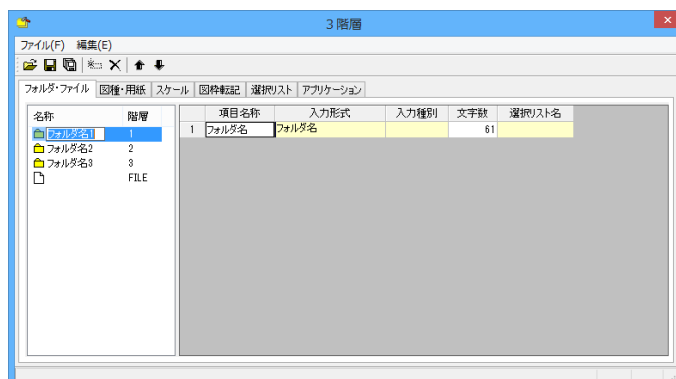 3階層
ファイル(F) 編集(E)
フォルダ・ファイル 図種・用紙 スケール 図枠転記 選択リスト アプリケーション
名称 階層
フォルダ名1 1
フォルダ名2 2
フォルダ名3 3
FILE
項目名称 入力形式 入力種別 文字数 選択リスト名
1 フォルダ名 フォルダ名 61